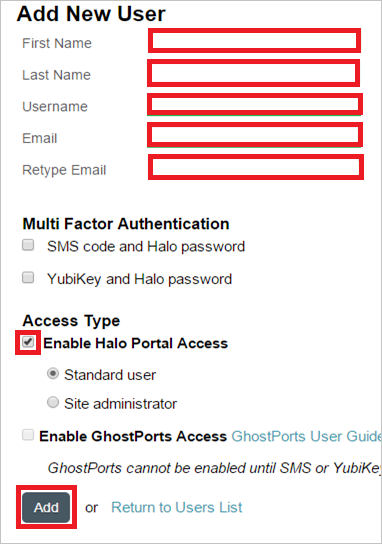 Add New User
First Name
Last Name
Username
Email
Retype Email
Multi Factor Authentication
SMS code and Halo password
YubiKey and Halo password
Access Type
Enable Halo Portal Access
Standard user
Site administrator
Enable GhostPorts Access GhostPorts User Guide
GhostPorts cannot be enabled until SMS or YubiKey
Add or Return to Users List